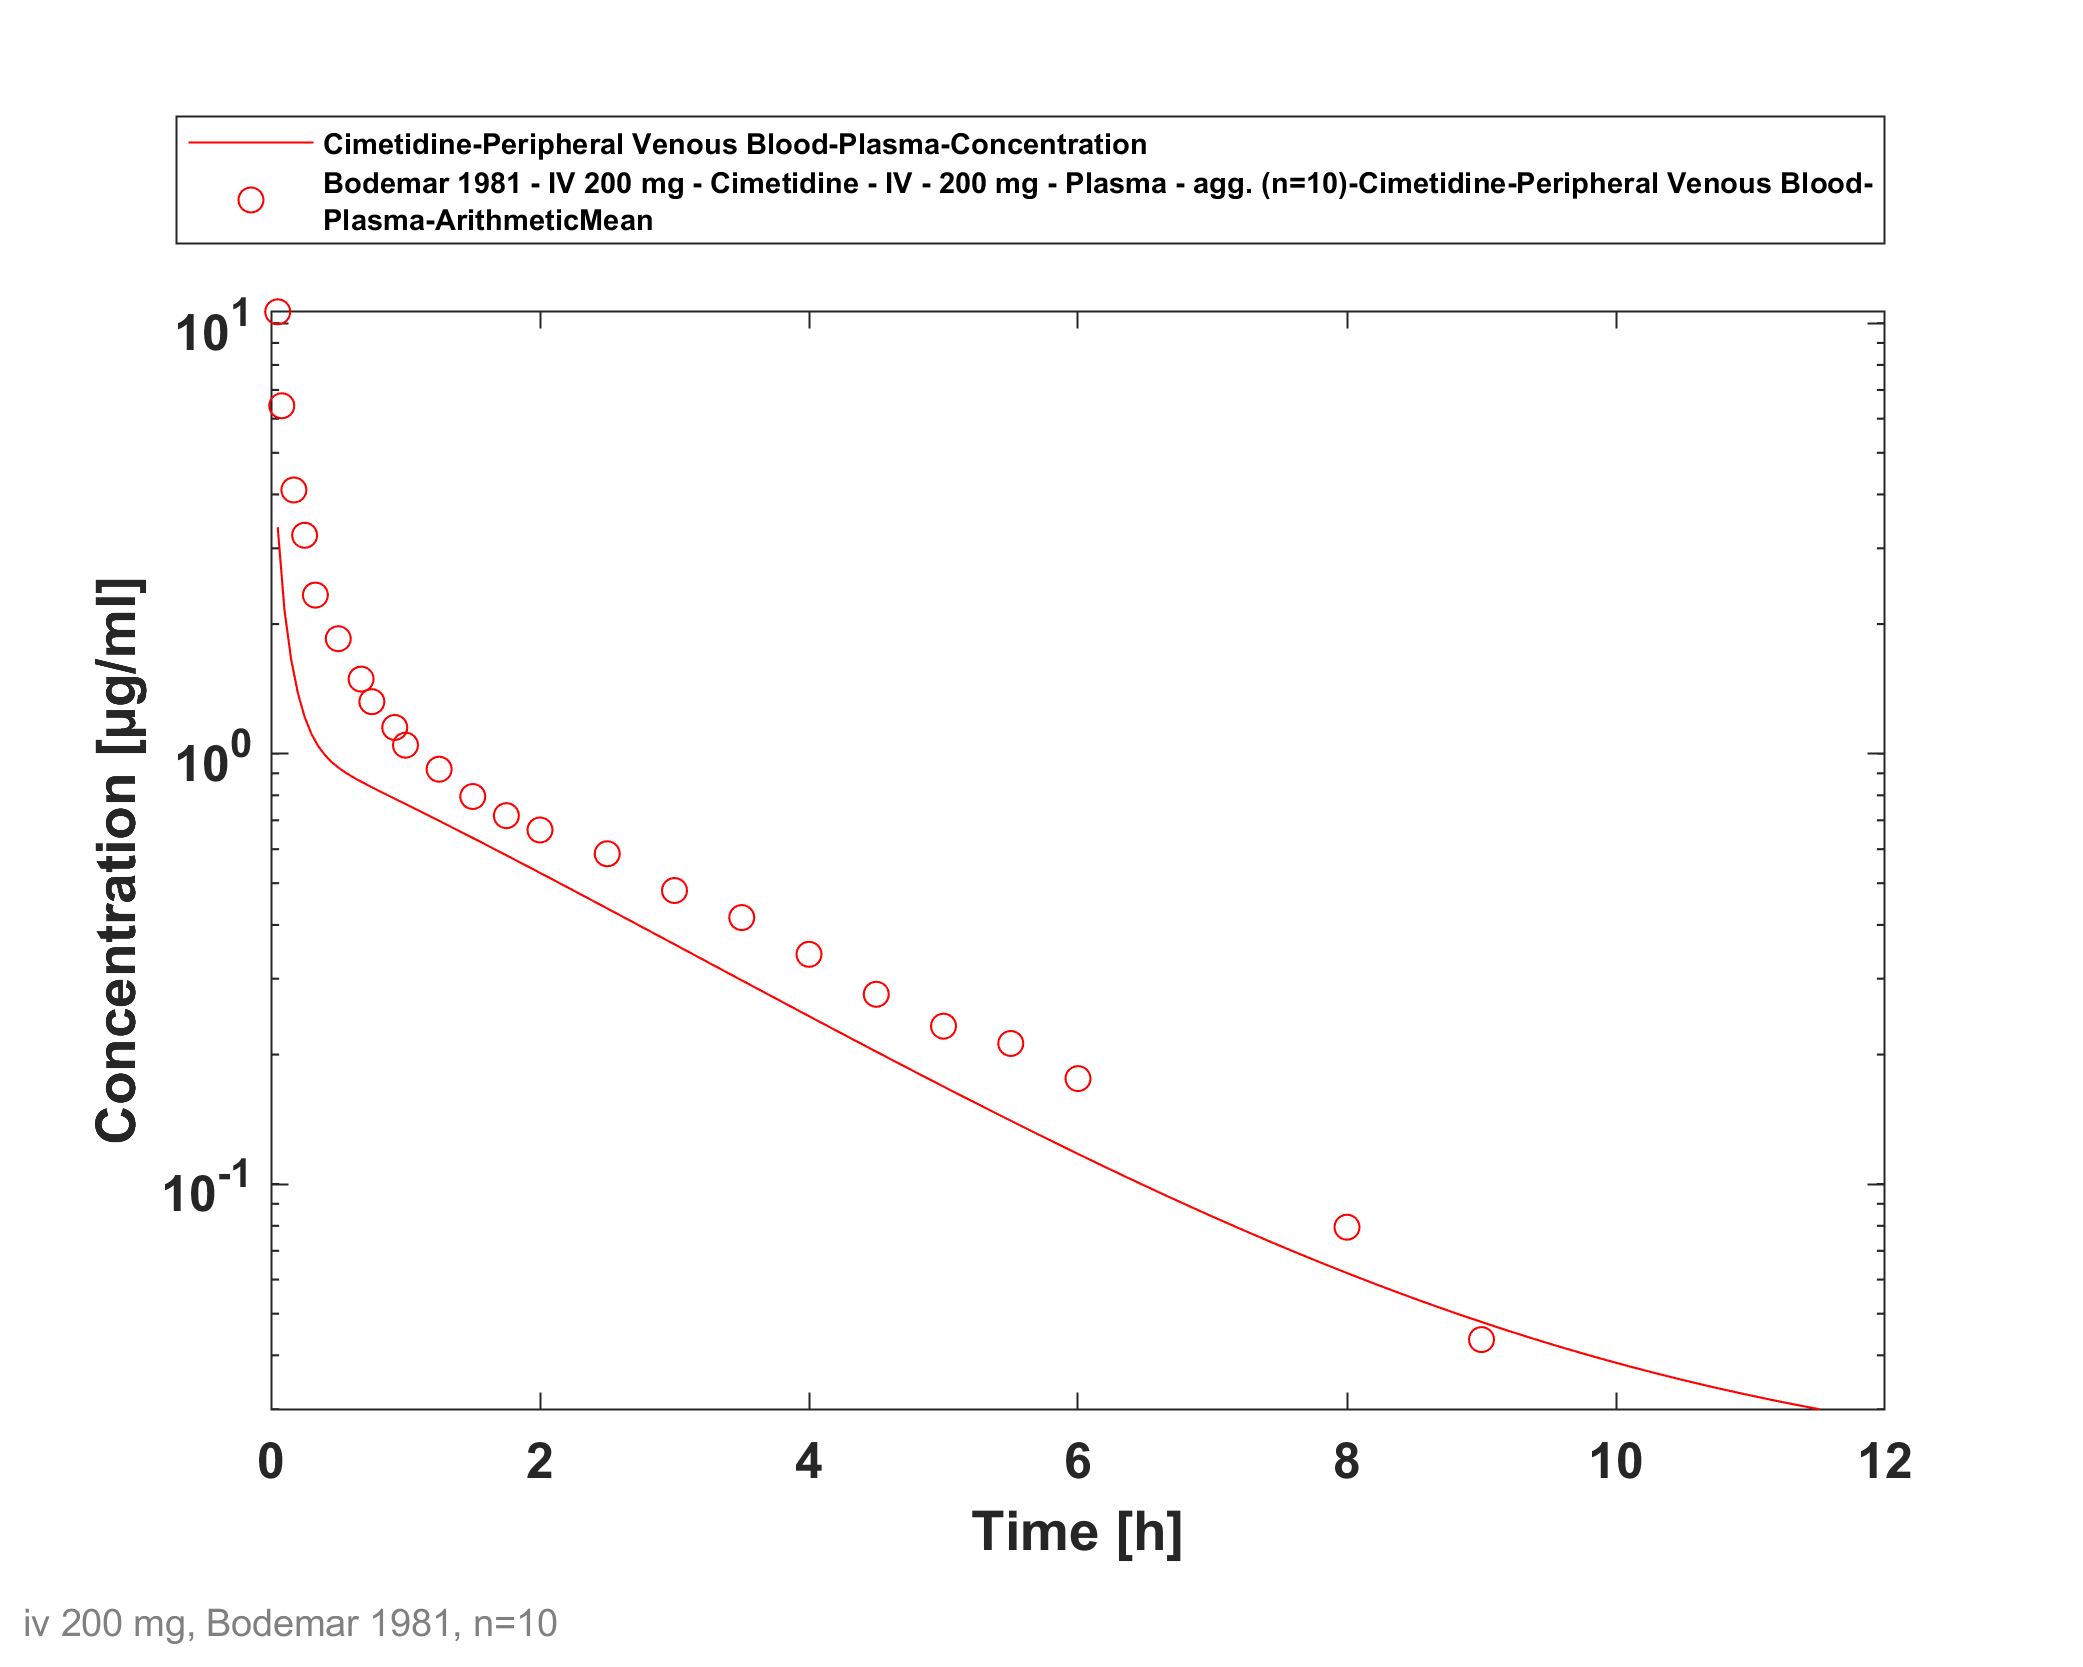 Cimetidine-Peripheral Venous Blood-Plasma-Concentration
Bodemar 1981 - IV 200 mg - Cimetidine - IV - 200 mg - Plasma - agg. (n=10)-Cimetidine-Peripheral Venous Blood-
Plasma-ArithmeticMean
10^1
10^0
10^-1
Concentration [µg/ml]
0 2 4 6 8 10 12
Time [h]
iv 200 mg, Bodemar 1981, n=10